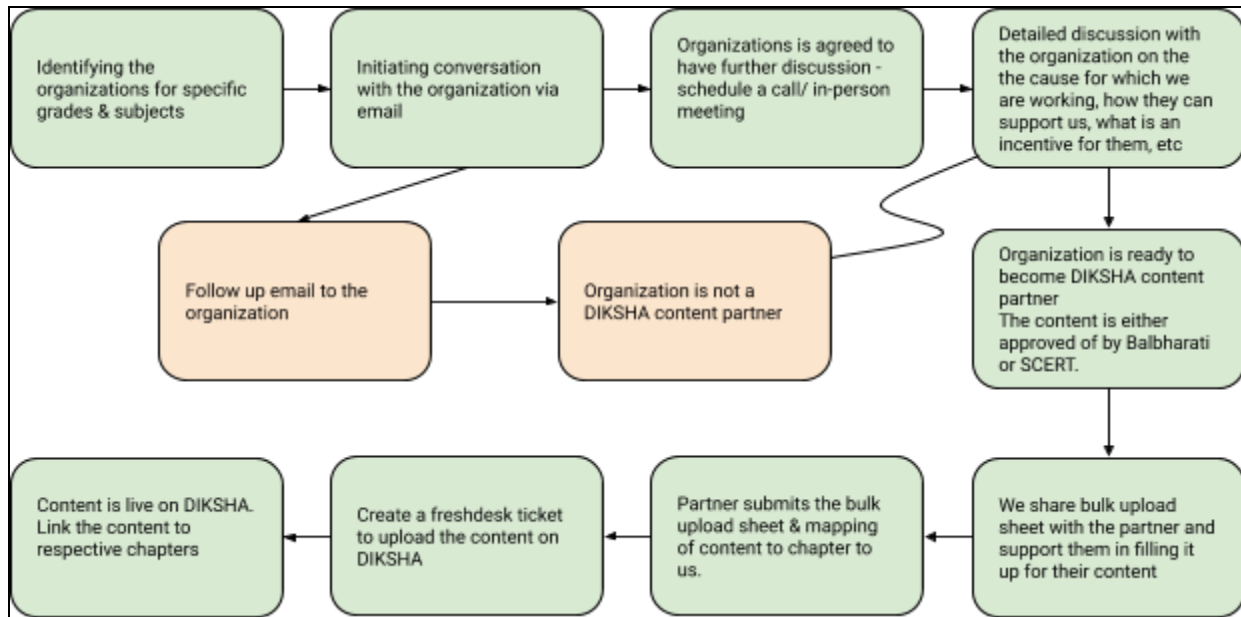 Identifying the
organizations for specific
grades & subjects
Initiating conversation
with the organization via
email
Organizations is agreed to
have further discussion -
schedule a call/ in-person
meeting
Detailed discussion with
the organization on the
the cause for which we
are working, how they can
support us, what is an
incentive for them, etc
Follow up email to the
organization
Organization is not a
DIKSHA content partner
Organization is ready to
become DIKSHA content
partner
The content is either
approved of by Balbharati
or SCERT.
We share bulk upload
sheet with the partner and
support them in filling it
up for their content
Partner submits the bulk
upload sheet & mapping
of content to chapter to
us.
Create a freshdesk ticket
to upload the content on
DIKSHA
Content is live on DIKSHA.
Link the content to
respective chapters